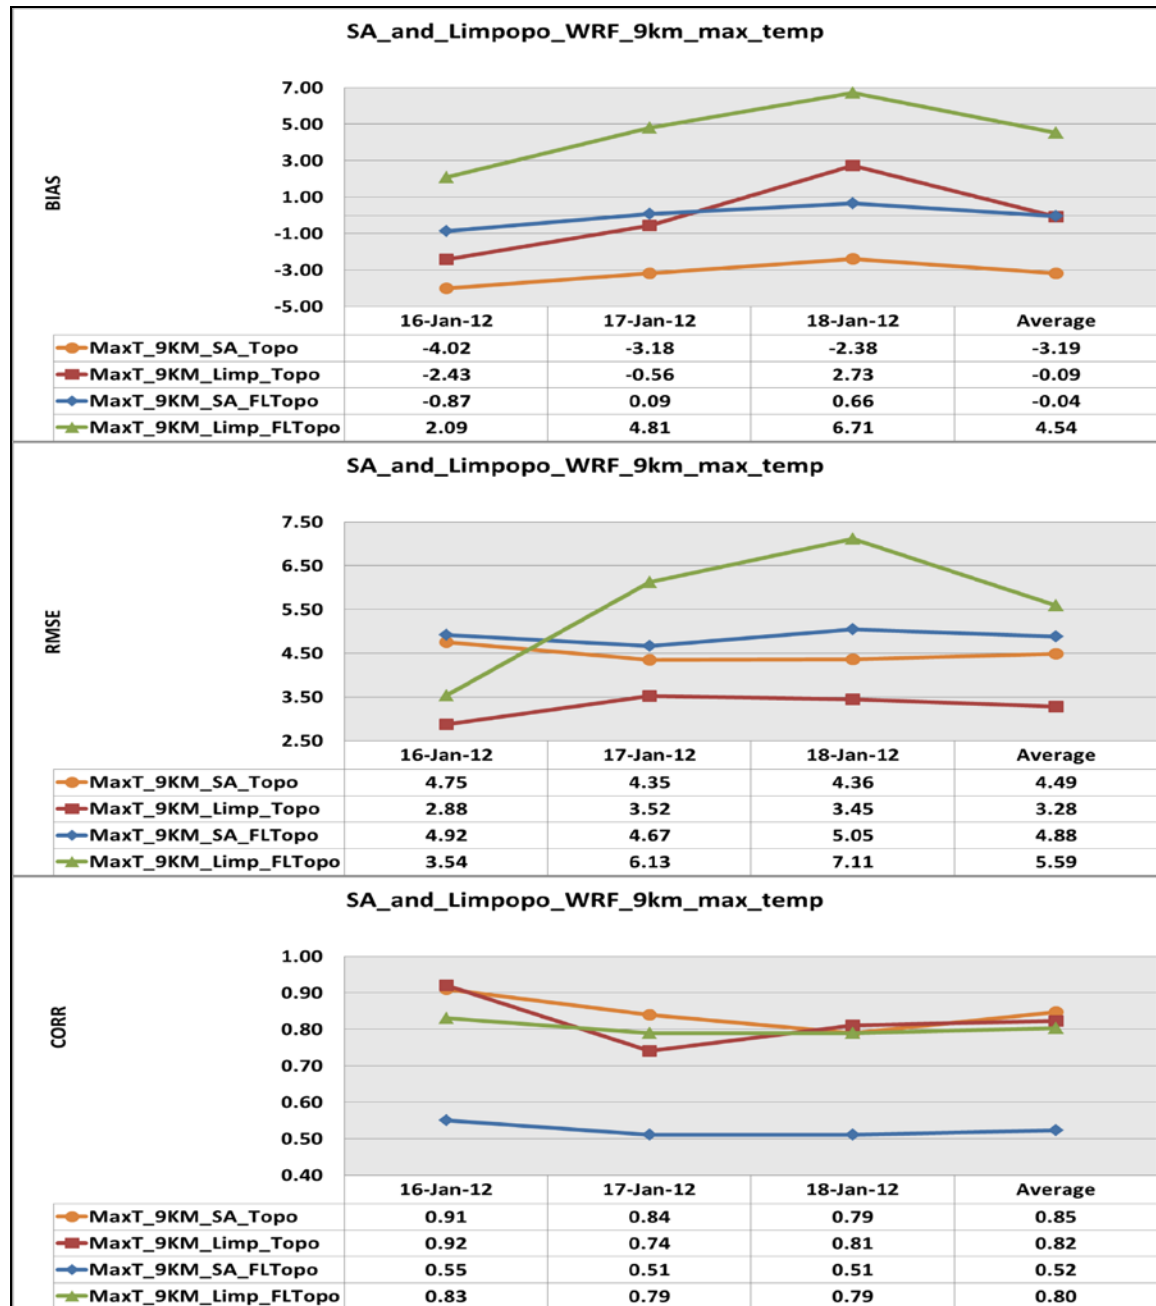 SA_and_Limpopo_WRF_9km_max_temp
BIAS
7.00
5.00
3.00
1.00
-1.00
-3.00
-5.00
16-Jan-12 17-Jan-12 18-Jan-12 Average
MaxT_9KM_SA_Topo -4.02 -3.18 -2.38 -3.19
MaxT_9KM_Limp_Topo -2.43 -0.56 2.73 -0.09
MaxT_9KM_SA_FLTopo -0.87 0.09 0.66 -0.04
MaxT_9KM_Limp_FLTopo 2.09 4.81 6.71 4.54
SA_and_Limpopo_WRF_9km_max_temp
RMSE
7.50
6.50
5.50
4.50
3.50
2.50
16-Jan-12 17-Jan-12 18-Jan-12 Average
MaxT_9KM_SA_Topo 4.75 4.35 4.36 4.49
MaxT_9KM_Limp_Topo 2.88 3.52 3.45 3.28
MaxT_9KM_SA_FLTopo 4.92 4.67 5.05 4.88
MaxT_9KM_Limp_FLTopo 3.54 6.13 7.11 5.59
SA_and_Limpopo_WRF_9km_max_temp
CORR
1.00
0.90
0.80
0.70
0.60
0.50
0.40
16-Jan-12 17-Jan-12 18-Jan-12 Average
MaxT_9KM_SA_Topo 0.91 0.84 0.79 0.85
MaxT_9KM_Limp_Topo 0.92 0.74 0.81 0.82
MaxT_9KM_SA_FLTopo 0.55 0.51 0.51 0.52
MaxT_9KM_Limp_FLTopo 0.83 0.79 0.79 0.80